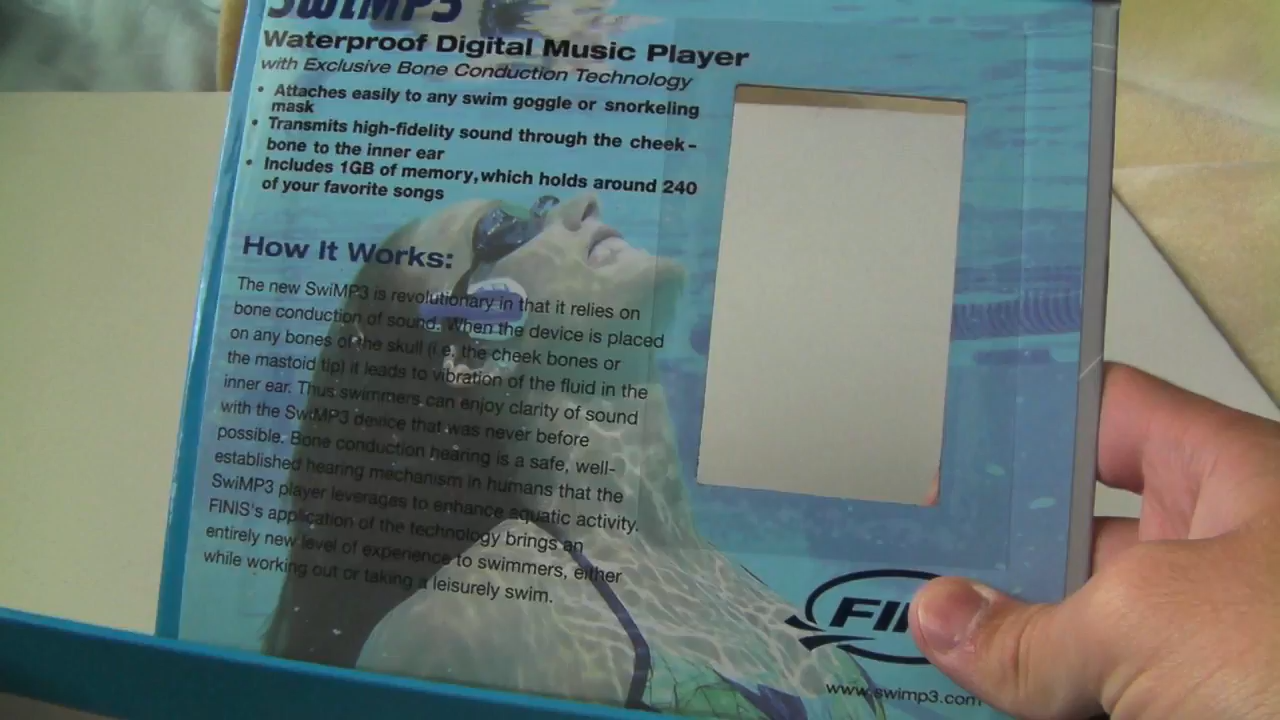 SwiMP3
Waterproof Digital Music Player
with Exclusive Bone Conduction Technology
• Attaches easily to any swim goggle or snorkeling
mask
• Transmits high-fidelity sound through the cheek-
bone to the inner ear
• Includes 1GB of memory, which holds around 240
of your favorite songs
How It Works:
The new SwiMP3 is revolutionary in that it relies on
bone conduction of sound. When the device is placed
on any bones of the skull (i.e. the cheek bones or
the mastoid tip) it leads to vibration of the fluid in the
inner ear. Thus swimmers can enjoy clarity of sound
with the SwiMP3 device that was never before
possible. Bone conduction hearing is a safe, well-
established hearing mechanism in humans that the
SwiMP3 player leverages to enhance aquatic activity.
FINIS's application of the technology brings an
entirely new level of experience to swimmers, either
while working out or taking a leisurely swim.
FI
www.swimp3.com